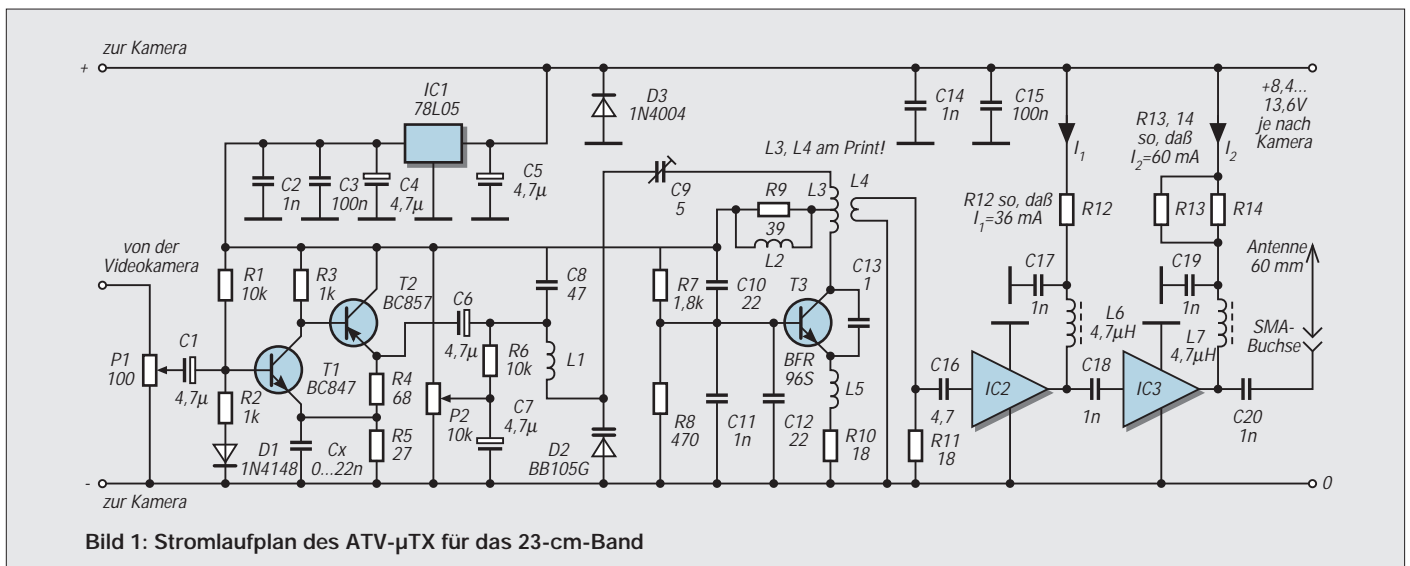 zur Kamera
+
IC1
78L05
D3
1N4004
C14
1n
C15
100n
+8,4...
13,6V
je nach
Kamera
R13, 14
so, daß
I2=60 mA
I1
I2
L3, L4 am Print!
C2
1n
C3
100n
C4
4,7µ
C5
4,7µ
C9
5
R9
39
L2
L3
L4
R12 so, daß
I1=36 mA
R12
R13
R14
von der
Videokamera
Antenne
60 mm
R1
10k
R3
1k
T2
BC857
C6
4,7µ
C8
47
R7
1,8k
C10
22
T3
BFR
96S
C13
1
C17
1n
C19
1n
L6
4,7µH
L7
4,7µH
SMA-
Buchse
P1
100
C1
4,7µ
T1
BC847
R2
1k
R4
68
R6
10k
L1
P2
10k
C7
4,7µ
R8
470
C11
1n
C12
22
L5
C16
4,7
IC2
C18
1n
IC3
C20
1n
D1
1N4148
Cx
0...22n
R5
27
D2
BB105G
R10
18
R11
18
-
zur Kamera
0
Bild 1: Stromlaufplan des ATV-µTX für das 23-cm-Band